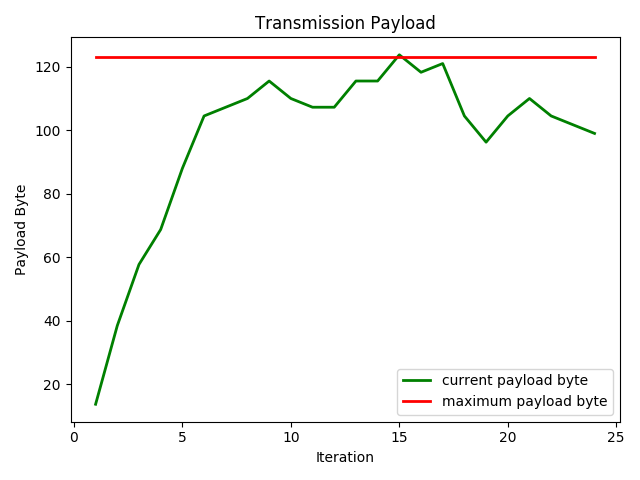 Transmission Payload
Payload Byte
120
100
80
60
40
20
current payload byte
maximum payload byte
0
5
10
15
20
25
Iteration